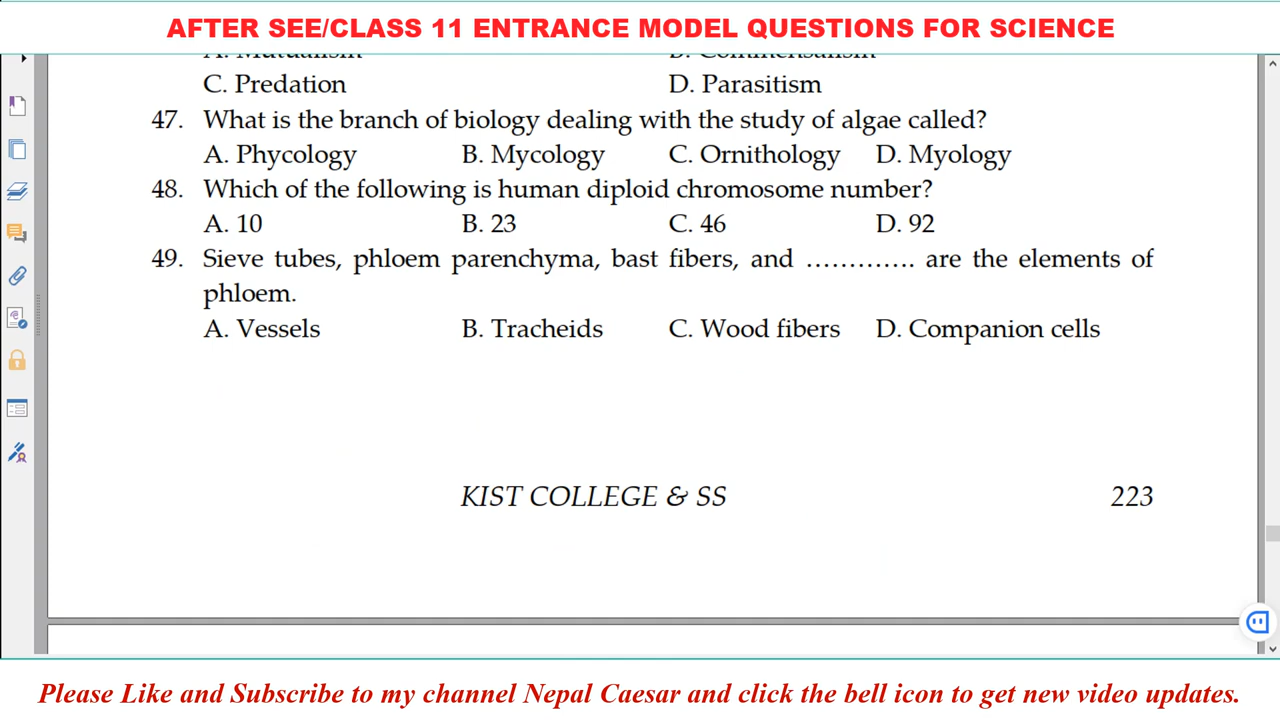 AFTER SEE/CLASS 11 ENTRANCE MODEL QUESTIONS FOR SCIENCE
A. Mutualism B. Commensalism
C. Predation D. Parasitism
47. What is the branch of biology dealing with the study of algae called?
A. Phycology B. Mycology C. Ornithology D. Myology
48. Which of the following is human diploid chromosome number?
A. 10 B. 23 C. 46 D. 92
49. Sieve tubes, phloem parenchyma, bast fibers, and ............. are the elements of
phloem.
A. Vessels B. Tracheids C. Wood fibers D. Companion cells
KIST COLLEGE & SS 223
Please Like and Subscribe to my channel Nepal Caesar and click the bell icon to get new video updates.